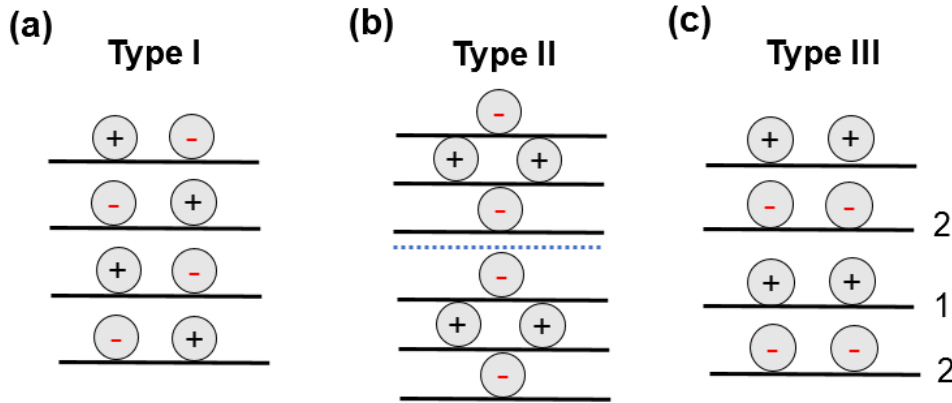 (a)
Type I
+ -
- +
+ -
- +
(b)
Type II
-
+ +
-
-
+ +
-
(c)
Type III
+ +
- - 2
+ + 1
- - 2